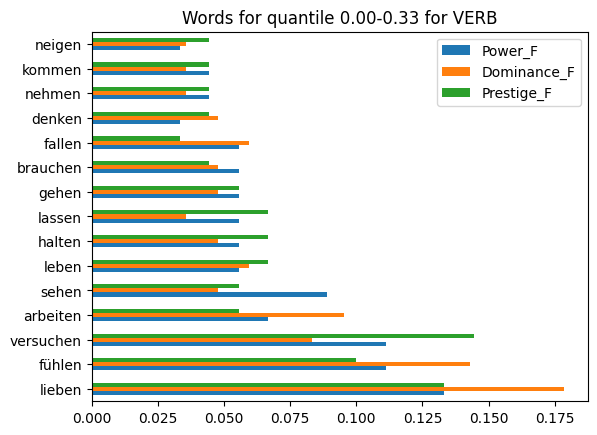 Words for quantile 0.00-0.33 for VERB
Power_F
Dominance_F
Prestige_F
neigen
kommen
nehmen
denken
fallen
brauchen
gehen
lassen
halten
leben
sehen
arbeiten
versuchen
fühlen
lieben
0.000 0.025 0.050 0.075 0.100 0.125 0.150 0.175